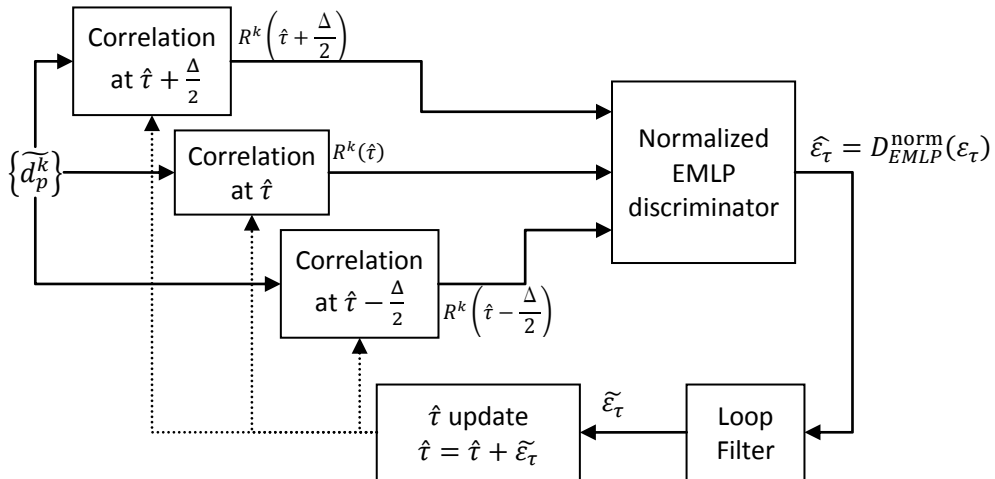 Correlation
at τ̂ + Δ/2
R^k(τ̂ + Δ/2)
{d̃_p^k}
Correlation
at τ̂
R^k(τ̂)
Correlation
at τ̂ − Δ/2
R^k(τ̂ − Δ/2)
Normalized
EMLP
discriminator
ε̂_τ = D_EMLP^norm(ε_τ)
τ̂ update
τ̂ = τ̂ + ε̃_τ
ε̃_τ
Loop
Filter